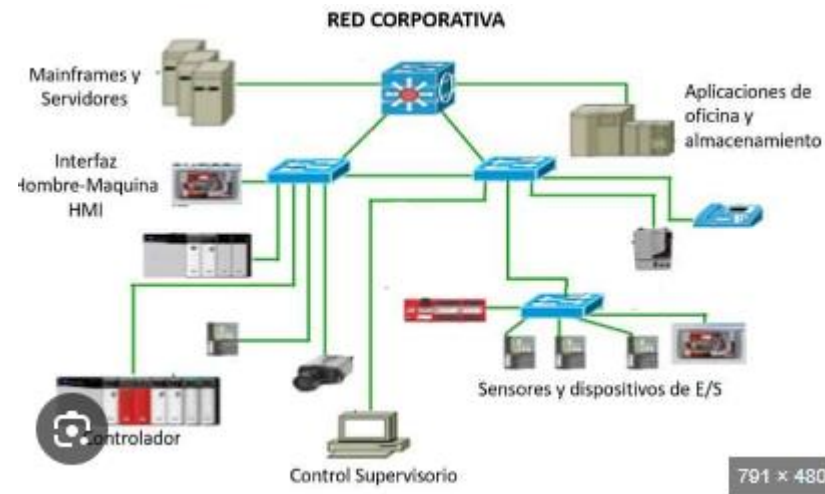 RED CORPORATIVA
Mainframes y
Servidores
Aplicaciones de
oficina y
almacenamiento
Interfaz
Hombre-Maquina
HMI
Sensores y dispositivos de E/S
Controlador
Control Supervisorio
791 × 480